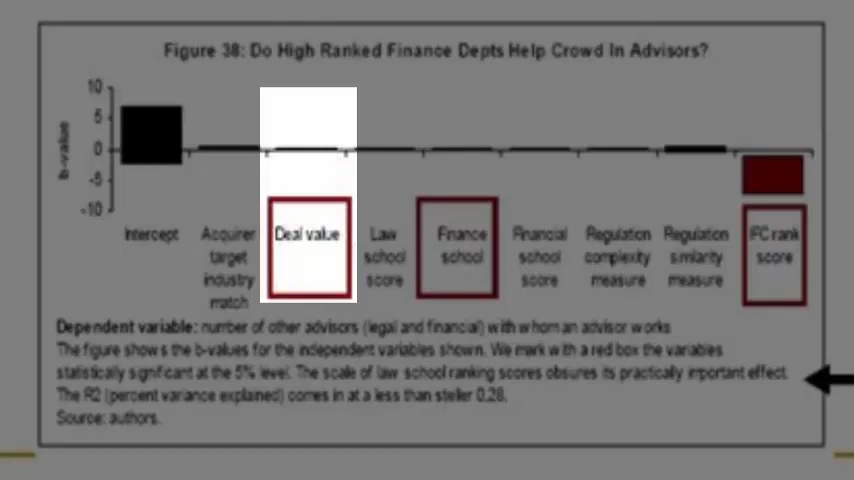 Figure 38: Do High Ranked Finance Depts Help Crowd In Advisors?
10
5
0
-5
-10
b-value
Intercept
Acquirer target industry match
Deal value
Law school score
Finance school
Financial school score
Regulation complexity measure
Regulation similarity measure
IFC rank score
Dependent variable: number of other advisors (legal and financial) with whom an advisor works
The figure shows the b-values for the independent variables shown. We mark with a red box the variables
statistically significant at the 5% level. The scale of law school ranking scores obsures its practically important effect.
The R2 (percent variance explained) comes in at a less than steller 0.28.
Source: authors.